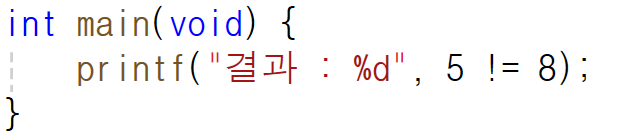 int main(void) {
    printf("결과 : %d", 5 != 8);
}